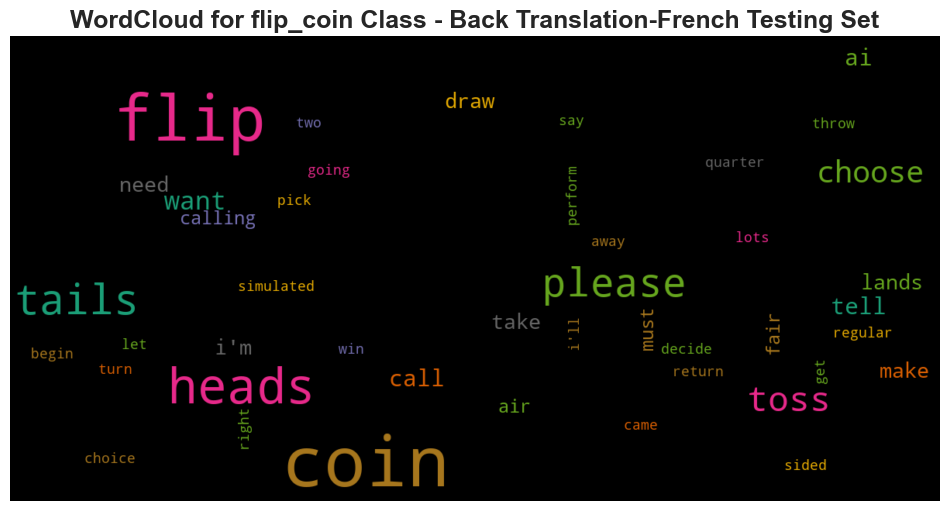 WordCloud for flip_coin Class - Back Translation-French Testing Set
ai
flip
draw
two
say
throw
going
quarter
choose
need
want
pick
perform
calling
away
lots
tails
simulated
please
lands
tell
take
i'll
must
fair
regular
begin
let
i'm
win
decide
turn
heads
call
return
get
make
toss
air
right
came
choice
coin
sided